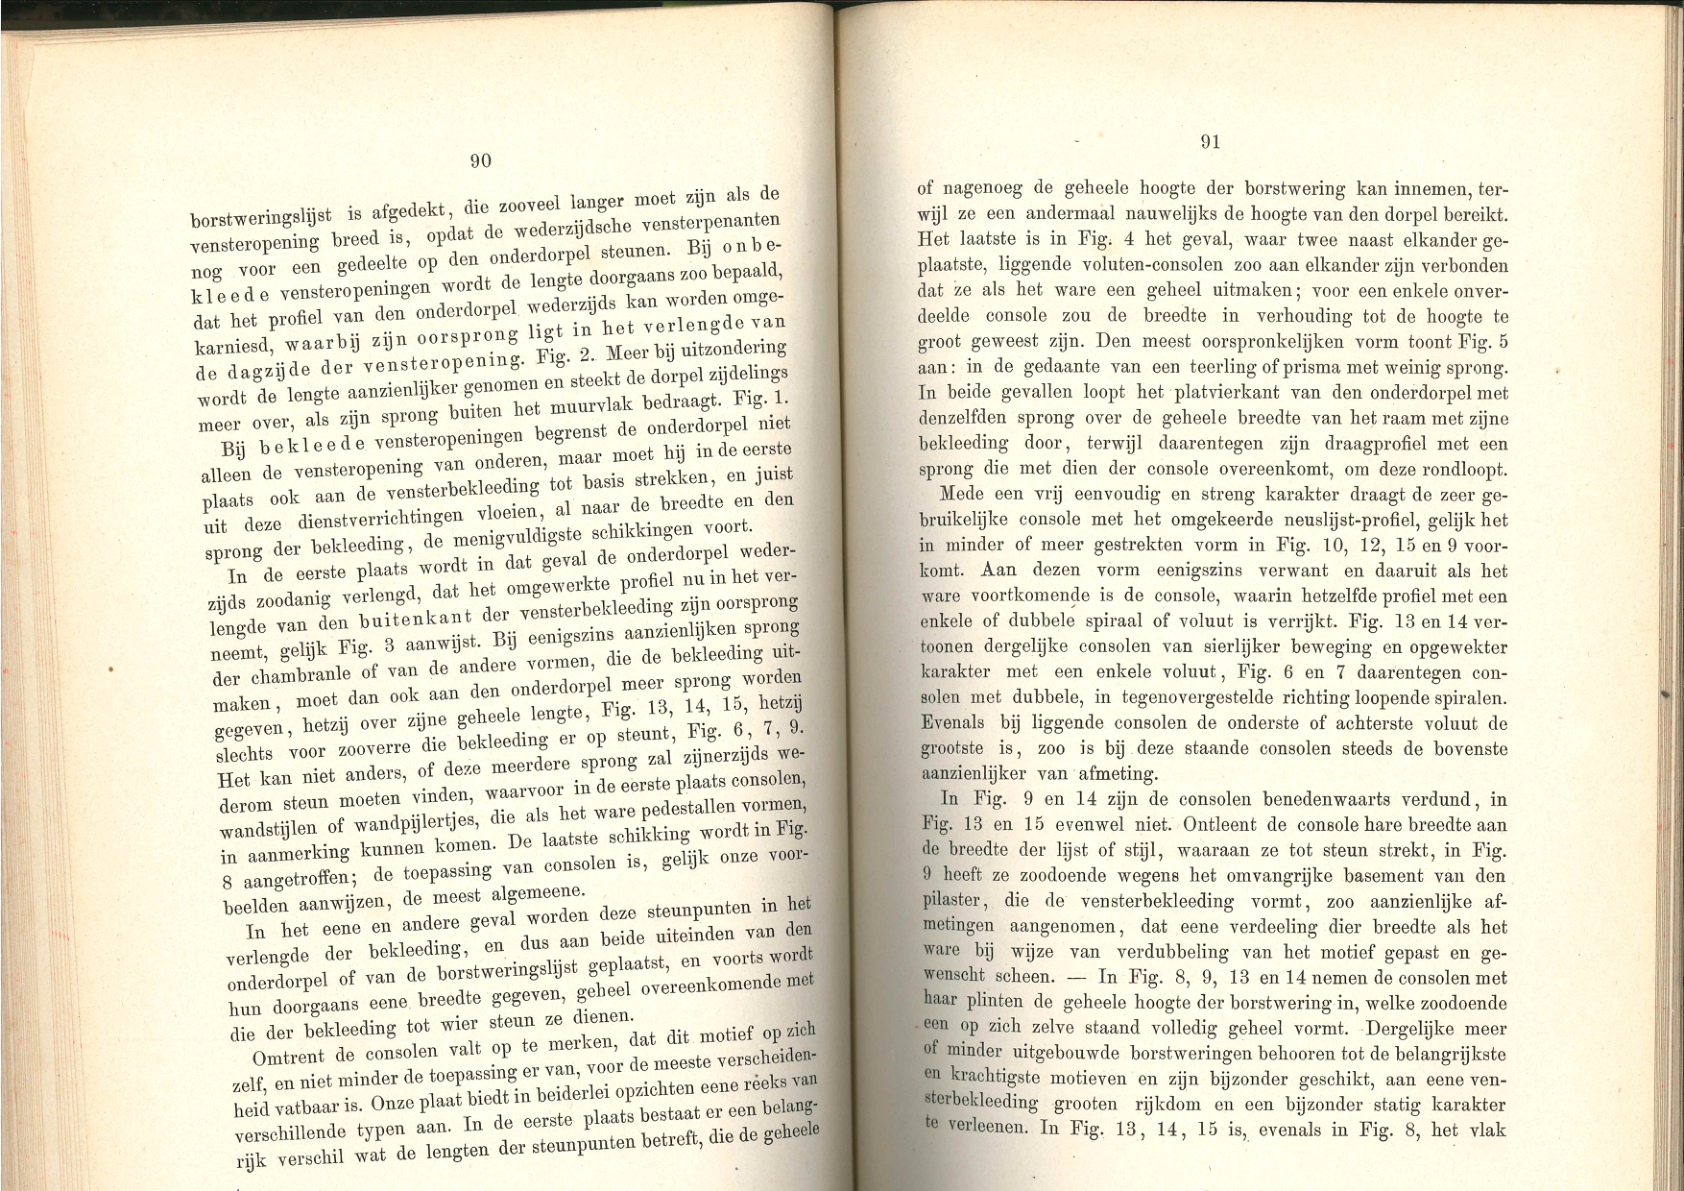 90
borstweringslijst is afgedekt, die zooveel langer moet zijn als de
vensteropening breed is, opdat de wederzijdsche vensterpenanten
nog voor een gedeelte op den onderdorpel steunen. Bij onbe-
kleede vensteropeningen wordt de lengte doorgaans zoo bepaald,
dat het profiel van den onderdorpel wederzijds kan worden omge-
karniesd, waarbij zijn oorsprong ligt in het verlengde van
de dagzijde der vensteropening. Fig. 2. Meer bij uitzondering
wordt de lengte aanzienlijker genomen en steekt de dorpel zijdelings
meer over, als zijn sprong buiten het muurvlak bedraagt. Fig. 1.
Bij bekleede vensteropeningen begrenst de onderdorpel niet
alleen de vensteropening van onderen, maar moet hij in de eerste
plaats ook aan de vensterbekleeding tot basis strekken, en juist
uit deze dienstverrichtingen vloeien, al naar de breedte en den
sprong der bekleeding, de menigvuldigste schikkingen voort.
In de eerste plaats wordt in dat geval de onderdorpel weder-
zijds zoodanig verlengd, dat het omgewerkte profiel nu in het ver-
lengde van den buitenkant der vensterbekleeding zijn oorsprong
neemt, gelijk Fig. 3 aanwijst. Bij eenigszins aanzienlijken sprong
der chambranle of van de andere vormen, die de bekleeding uit-
maken, moet dan ook aan den onderdorpel meer sprong worden
gegeven, hetzij over zijne geheele lengte, Fig. 13, 14, 15, hetzij
slechts voor zooverre die bekleeding er op steunt, Fig. 6, 7, 9.
Het kan niet anders, of deze meerdere sprong zal zijnerzijds we-
derom steun moeten vinden, waarvoor in de eerste plaats consolen,
wandstijlen of wandpijlertjes, die als het ware pedestallen vormen,
in aanmerking kunnen komen. De laatste schikking wordt in Fig.
8 aangetroffen; de toepassing van consolen is, gelijk onze voor-
beelden aanwijzen, de meest algemeene.
In het eene en andere geval worden deze steunpunten in het
verlengde der bekleeding, en dus aan beide uiteinden van den
onderdorpel of van de borstweringslijst geplaatst, en voorts wordt
hun doorgaans eene breedte gegeven, geheel overeenkomende met
die der bekleeding tot wier steun ze dienen.
Omtrent de consolen valt op te merken, dat dit motief op zich
zelf, en niet minder de toepassing er van, voor de meeste verscheiden-
heid vatbaar is. Onze plaat biedt in beiderlei opzichten eene reeks van
verschillende typen aan. In de eerste plaats bestaat er een belang-
rijk verschil wat de lengten der steunpunten betreft, die de geheele
91
of nagenoeg de geheele hoogte der borstwering kan innemen, ter-
wijl ze een andermaal nauwelijks de hoogte van den dorpel bereikt.
Het laatste is in Fig. 4 het geval, waar twee naast elkander ge-
plaatste, liggende voluten-consolen zoo aan elkander zijn verbonden
dat ze als het ware een geheel uitmaken; voor een enkele onver-
deelde console zou de breedte in verhouding tot de hoogte te
groot geweest zijn. Den meest oorspronkelijken vorm toont Fig. 5
aan: in de gedaante van een teerling of prisma met weinig sprong.
In beide gevallen loopt het platvierkant van den onderdorpel met
denzelfden sprong over de geheele breedte van het raam met zijne
bekleeding door, terwijl daarentegen zijn draagprofiel met een
sprong die met dien der console overeenkomt, om deze rondloopt.
Mede een vrij eenvoudig en streng karakter draagt de zeer ge-
bruikelijke console met het omgekeerde neuslijst-profiel, gelijk het
in minder of meer gestrekten vorm in Fig. 10, 12, 15 en 9 voor-
komt. Aan dezen vorm eenigszins verwant en daaruit als het
ware voortkomende is de console, waarin hetzelfde profiel met een
enkele of dubbele spiraal of voluut is verrijkt. Fig. 13 en 14 ver-
toonen dergelijke consolen van sierlijker beweging en opgewekter
karakter met een enkele voluut, Fig. 6 en 7 daarentegen con-
solen met dubbele, in tegenovergestelde richting loopende spiralen.
Evenals bij liggende consolen de onderste of achterste voluut de
grootste is, zoo is bij deze staande consolen steeds de bovenste
aanzienlijker van afmeting.
In Fig. 9 en 14 zijn de consolen benedenwaarts verdund, in
Fig. 13 en 15 evenwel niet. Ontleent de console hare breedte aan
de breedte der lijst of stijl, waaraan ze tot steun strekt, in Fig.
9 heeft ze zoodoende wegens het omvangrijke basement van den
pilaster, die de vensterbekleeding vormt, zoo aanzienlijke af-
metingen aangenomen, dat eene verdeeling dier breedte als het
ware bij wijze van verdubbeling van het motief gepast en ge-
wenscht scheen. — In Fig. 8, 9, 13 en 14 nemen de consolen met
haar plinten de geheele hoogte der borstwering in, welke zoodoende
een op zich zelve staand volledig geheel vormt. Dergelijke meer
of minder uitgebouwde borstweringen behooren tot de belangrijkste
en krachtigste motieven en zijn bijzonder geschikt, aan eene ven-
sterbekleeding grooten rijkdom en een bijzonder statig karakter
te verleenen. In Fig. 13, 14, 15 is, evenals in Fig. 8, het vlak